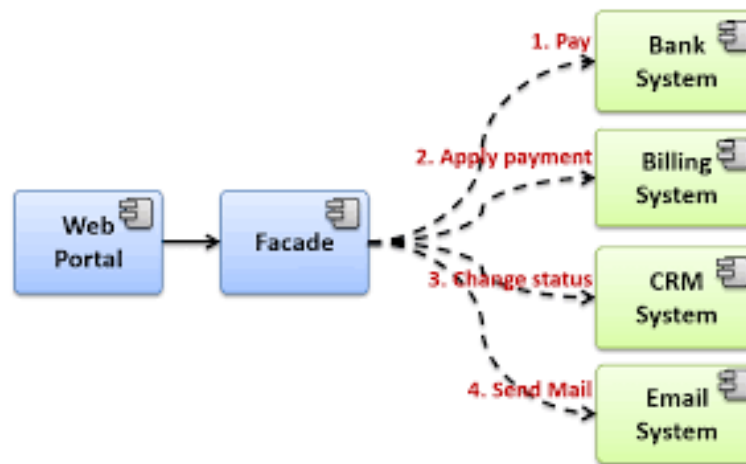 1. Pay
Bank
System
2. Apply payment
Billing
System
Web
Portal
Facade
3. Change status
CRM
System
4. Send Mail
Email
System